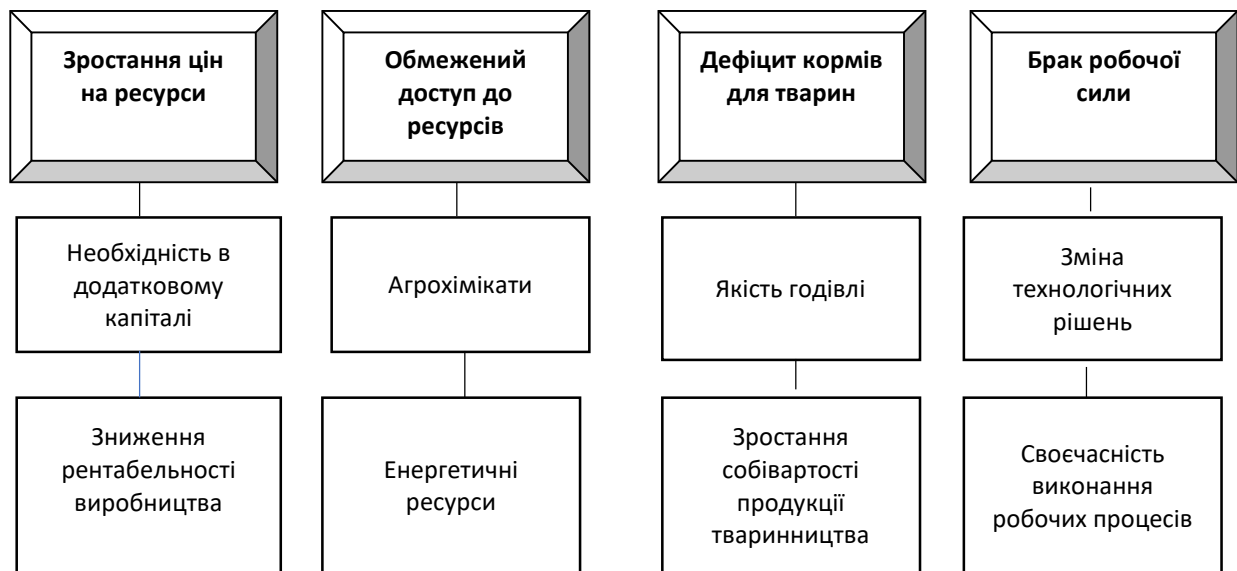 Зростання цін
на ресурси
Обмежений
доступ до
ресурсів
Дефіцит кормів
для тварин
Брак робочої
сили
Необхідність в
додатковому
капіталі
Агрохімікати
Якість годівлі
Зміна
технологічних
рішень
Зниження
рентабельності
виробництва
Енергетичні
ресурси
Зростання
собівартості
продукції
тваринництва
Своєчасність
виконання
робочих процесів